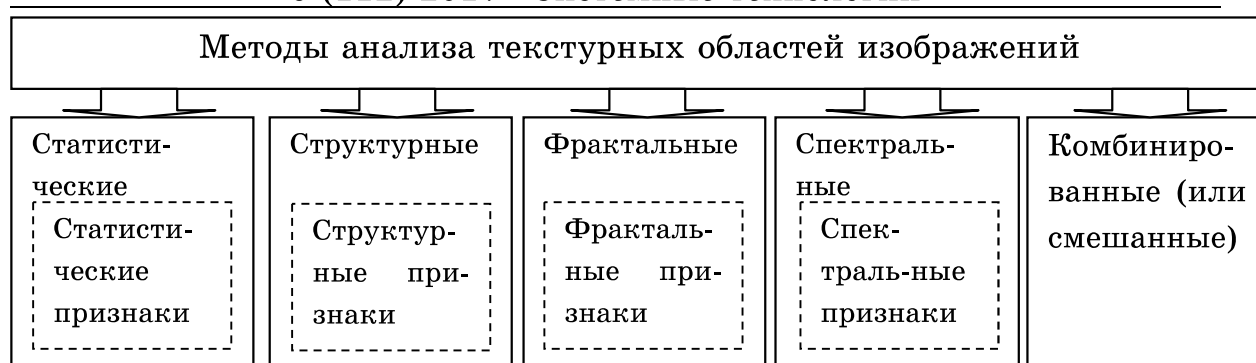 Методы анализа текстурных областей изображений
Статисти-
ческие
Статисти-
ческие
признаки
Структурные
Структур-
ные при-
знаки
Фрактальные
Фракталь-
ные при-
знаки
Спектраль-
ные
Спек-
траль-ные
признаки
Комбиниро-
ванные (или
смешанные)